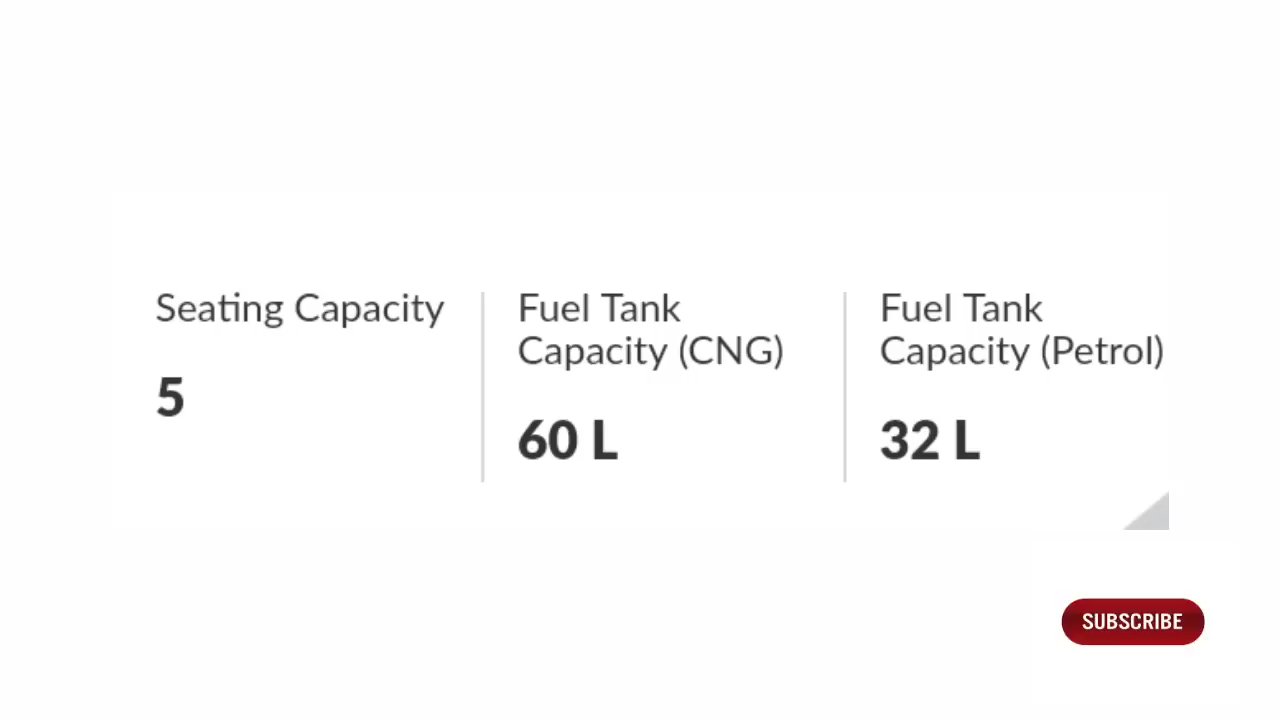 Seating Capacity
5
Fuel Tank
Capacity (CNG)
60 L
Fuel Tank
Capacity (Petrol)
32 L
SUBSCRIBE